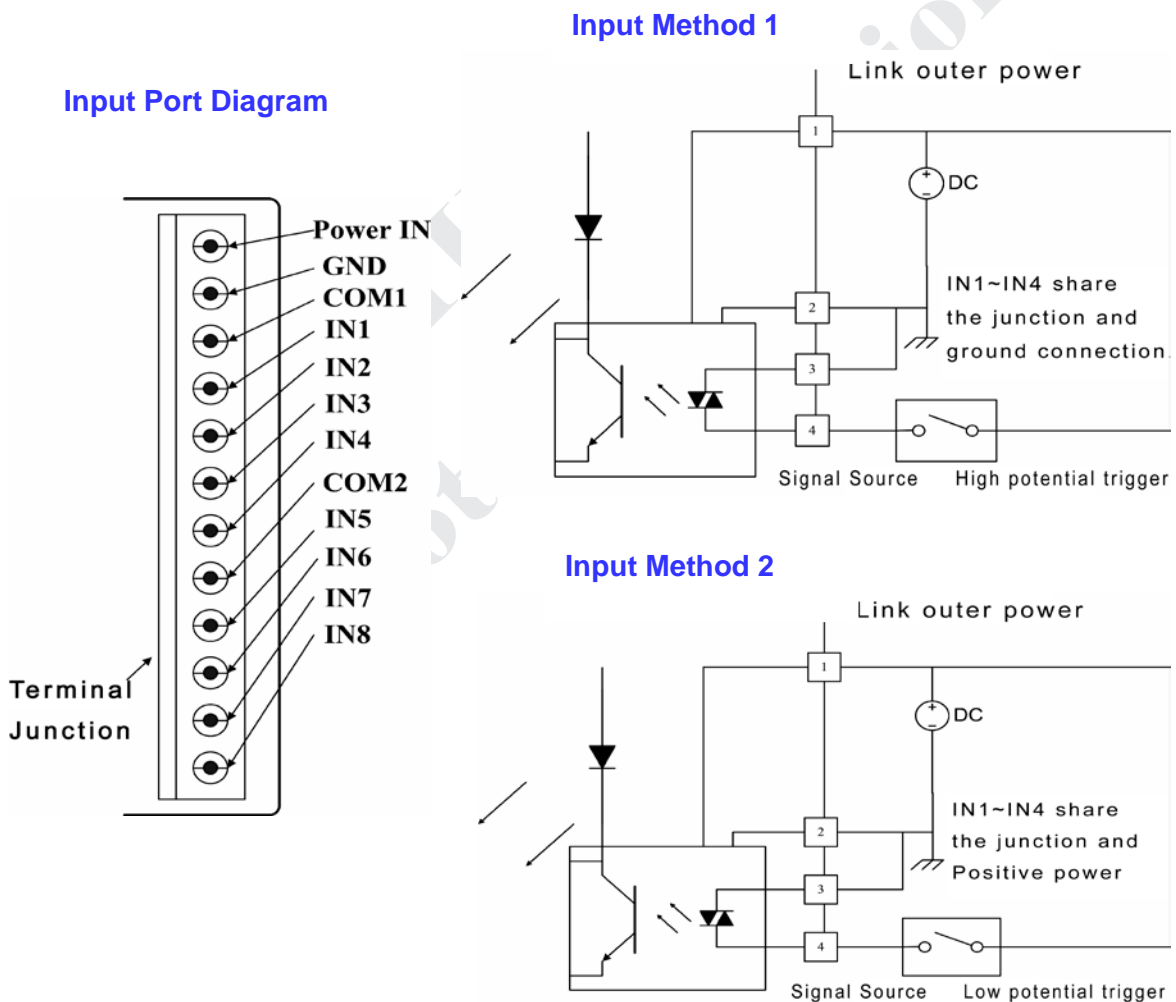 Input Port Diagram
Power IN
GND
COM1
IN1
IN2
IN3
IN4
COM2
IN5
IN6
IN7
IN8
Terminal
Junction
Input Method 1
Link outer power
1
+
DC
−
2
IN1~IN4 share
the junction and
ground connection.
3
4
Signal Source
High potential trigger
Input Method 2
Link outer power
1
+
DC
−
2
IN1~IN4 share
the junction and
Positive power
3
4
Signal Source
Low potential trigger